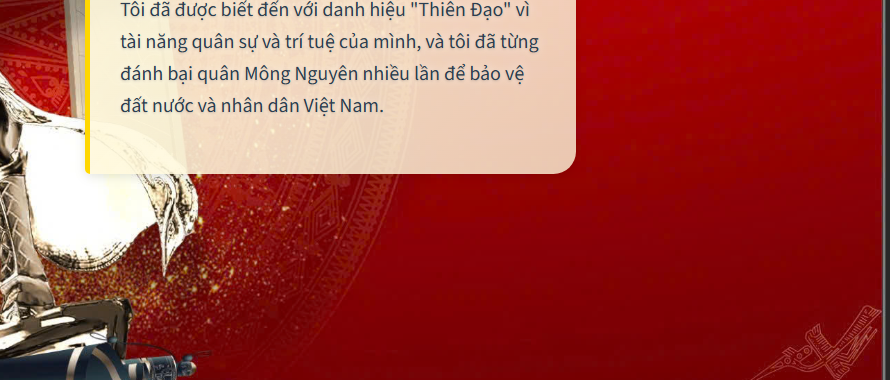 Tôi đã được biết đến với danh hiệu "Thiên Đạo" vì
tài năng quân sự và trí tuệ của mình, và tôi đã từng
đánh bại quân Mông Nguyên nhiều lần để bảo vệ
đất nước và nhân dân Việt Nam.